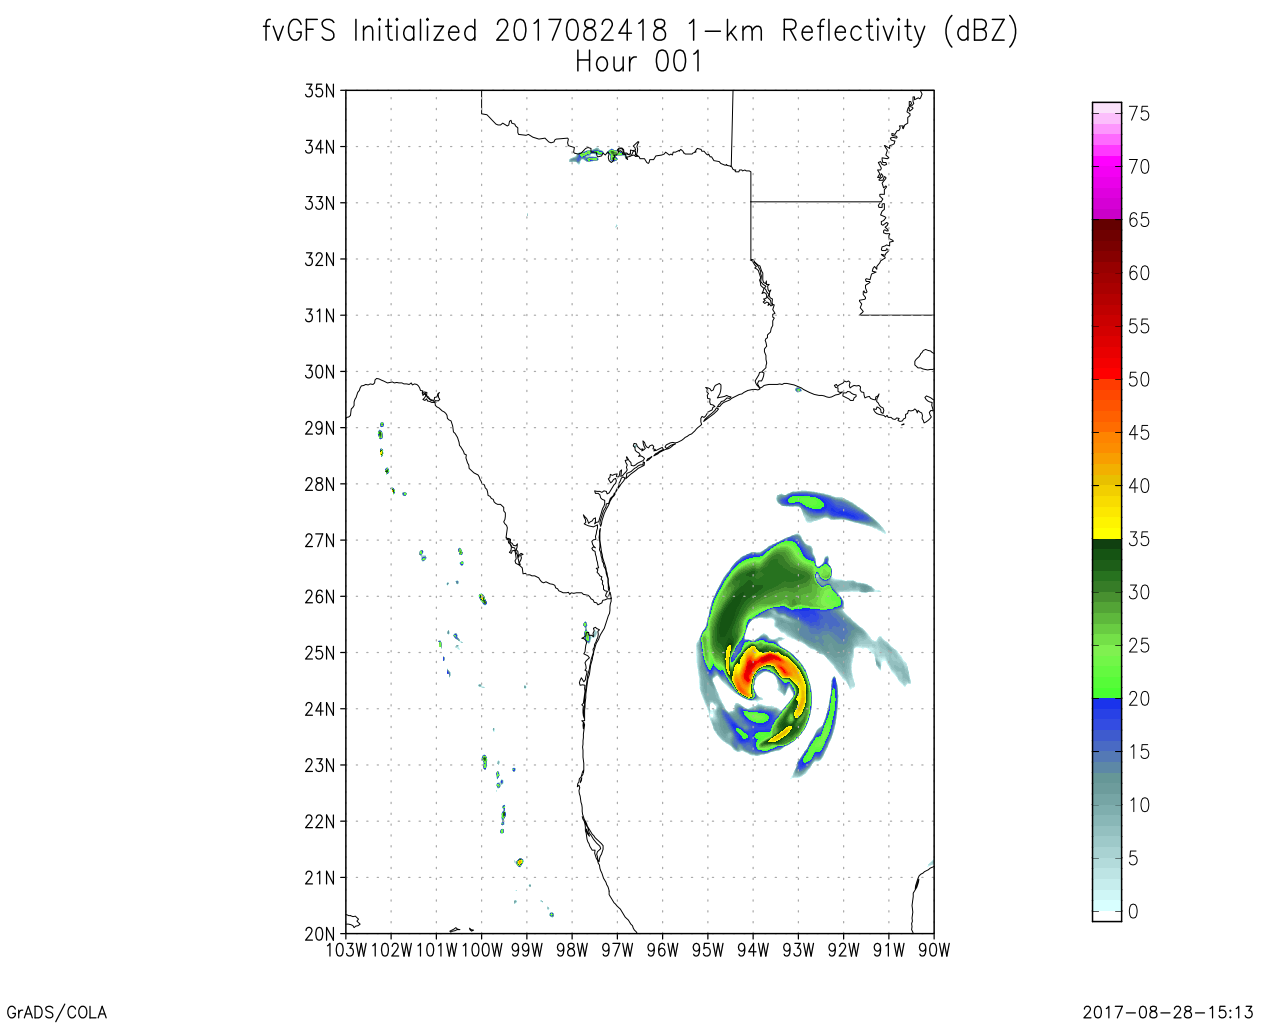 fvGFS Initialized 2017082418 1-km Reflectivity (dBZ)
Hour 001
35N
34N
33N
32N
31N
30N
29N
28N
27N
26N
25N
24N
23N
22N
21N
20N
103W 102W 101W 100W 99W 98W 97W 96W 95W 94W 93W 92W 91W 90W
75
70
65
60
55
50
45
40
35
30
25
20
15
10
5
0
GrADS/COLA
2017-08-28-15:13